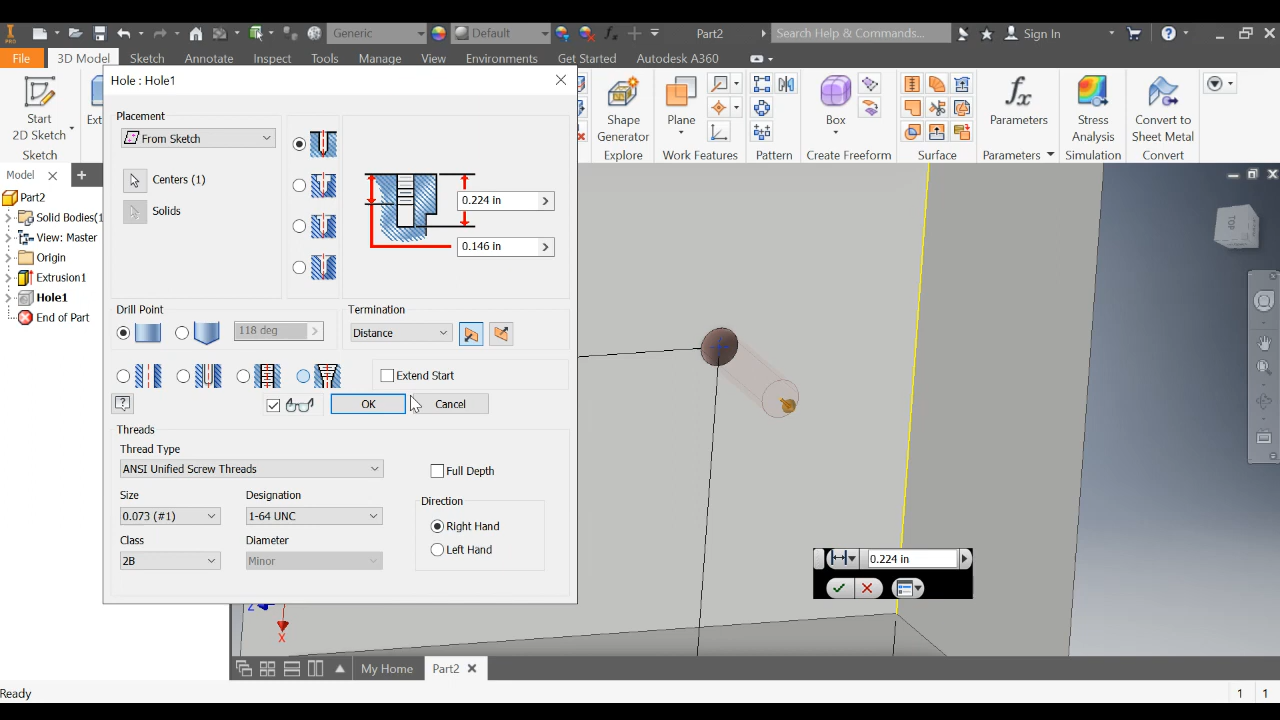 PRO
Generic
Default
Part2
Search Help & Commands...
Sign In
File
3D Model
Sketch
Annotate
Inspect
Tools
Manage
View
Environments
Get Started
Autodesk A360
Start
2D Sketch
Sketch
Shape
Generator
Explore
Plane
Work Features
Pattern
Box
Create Freeform
Surface
fx
Parameters
Parameters
Stress
Analysis
Simulation
Convert to
Sheet Metal
Convert
Model
Part2
Solid Bodies(1
View: Master
Origin
Extrusion1
Hole1
End of Part
Hole : Hole1
Placement
From Sketch
Centers (1)
Solids
0.224 in
0.146 in
Drill Point
118 deg
Termination
Distance
Extend Start
OK
Cancel
Threads
Thread Type
ANSI Unified Screw Threads
Full Depth
Size
Designation
0.073 (#1)
1-64 UNC
Direction
Right Hand
Left Hand
Class
Diameter
2B
Minor
0.224 in
TOP
Z
X
My Home
Part2
Ready
1
1